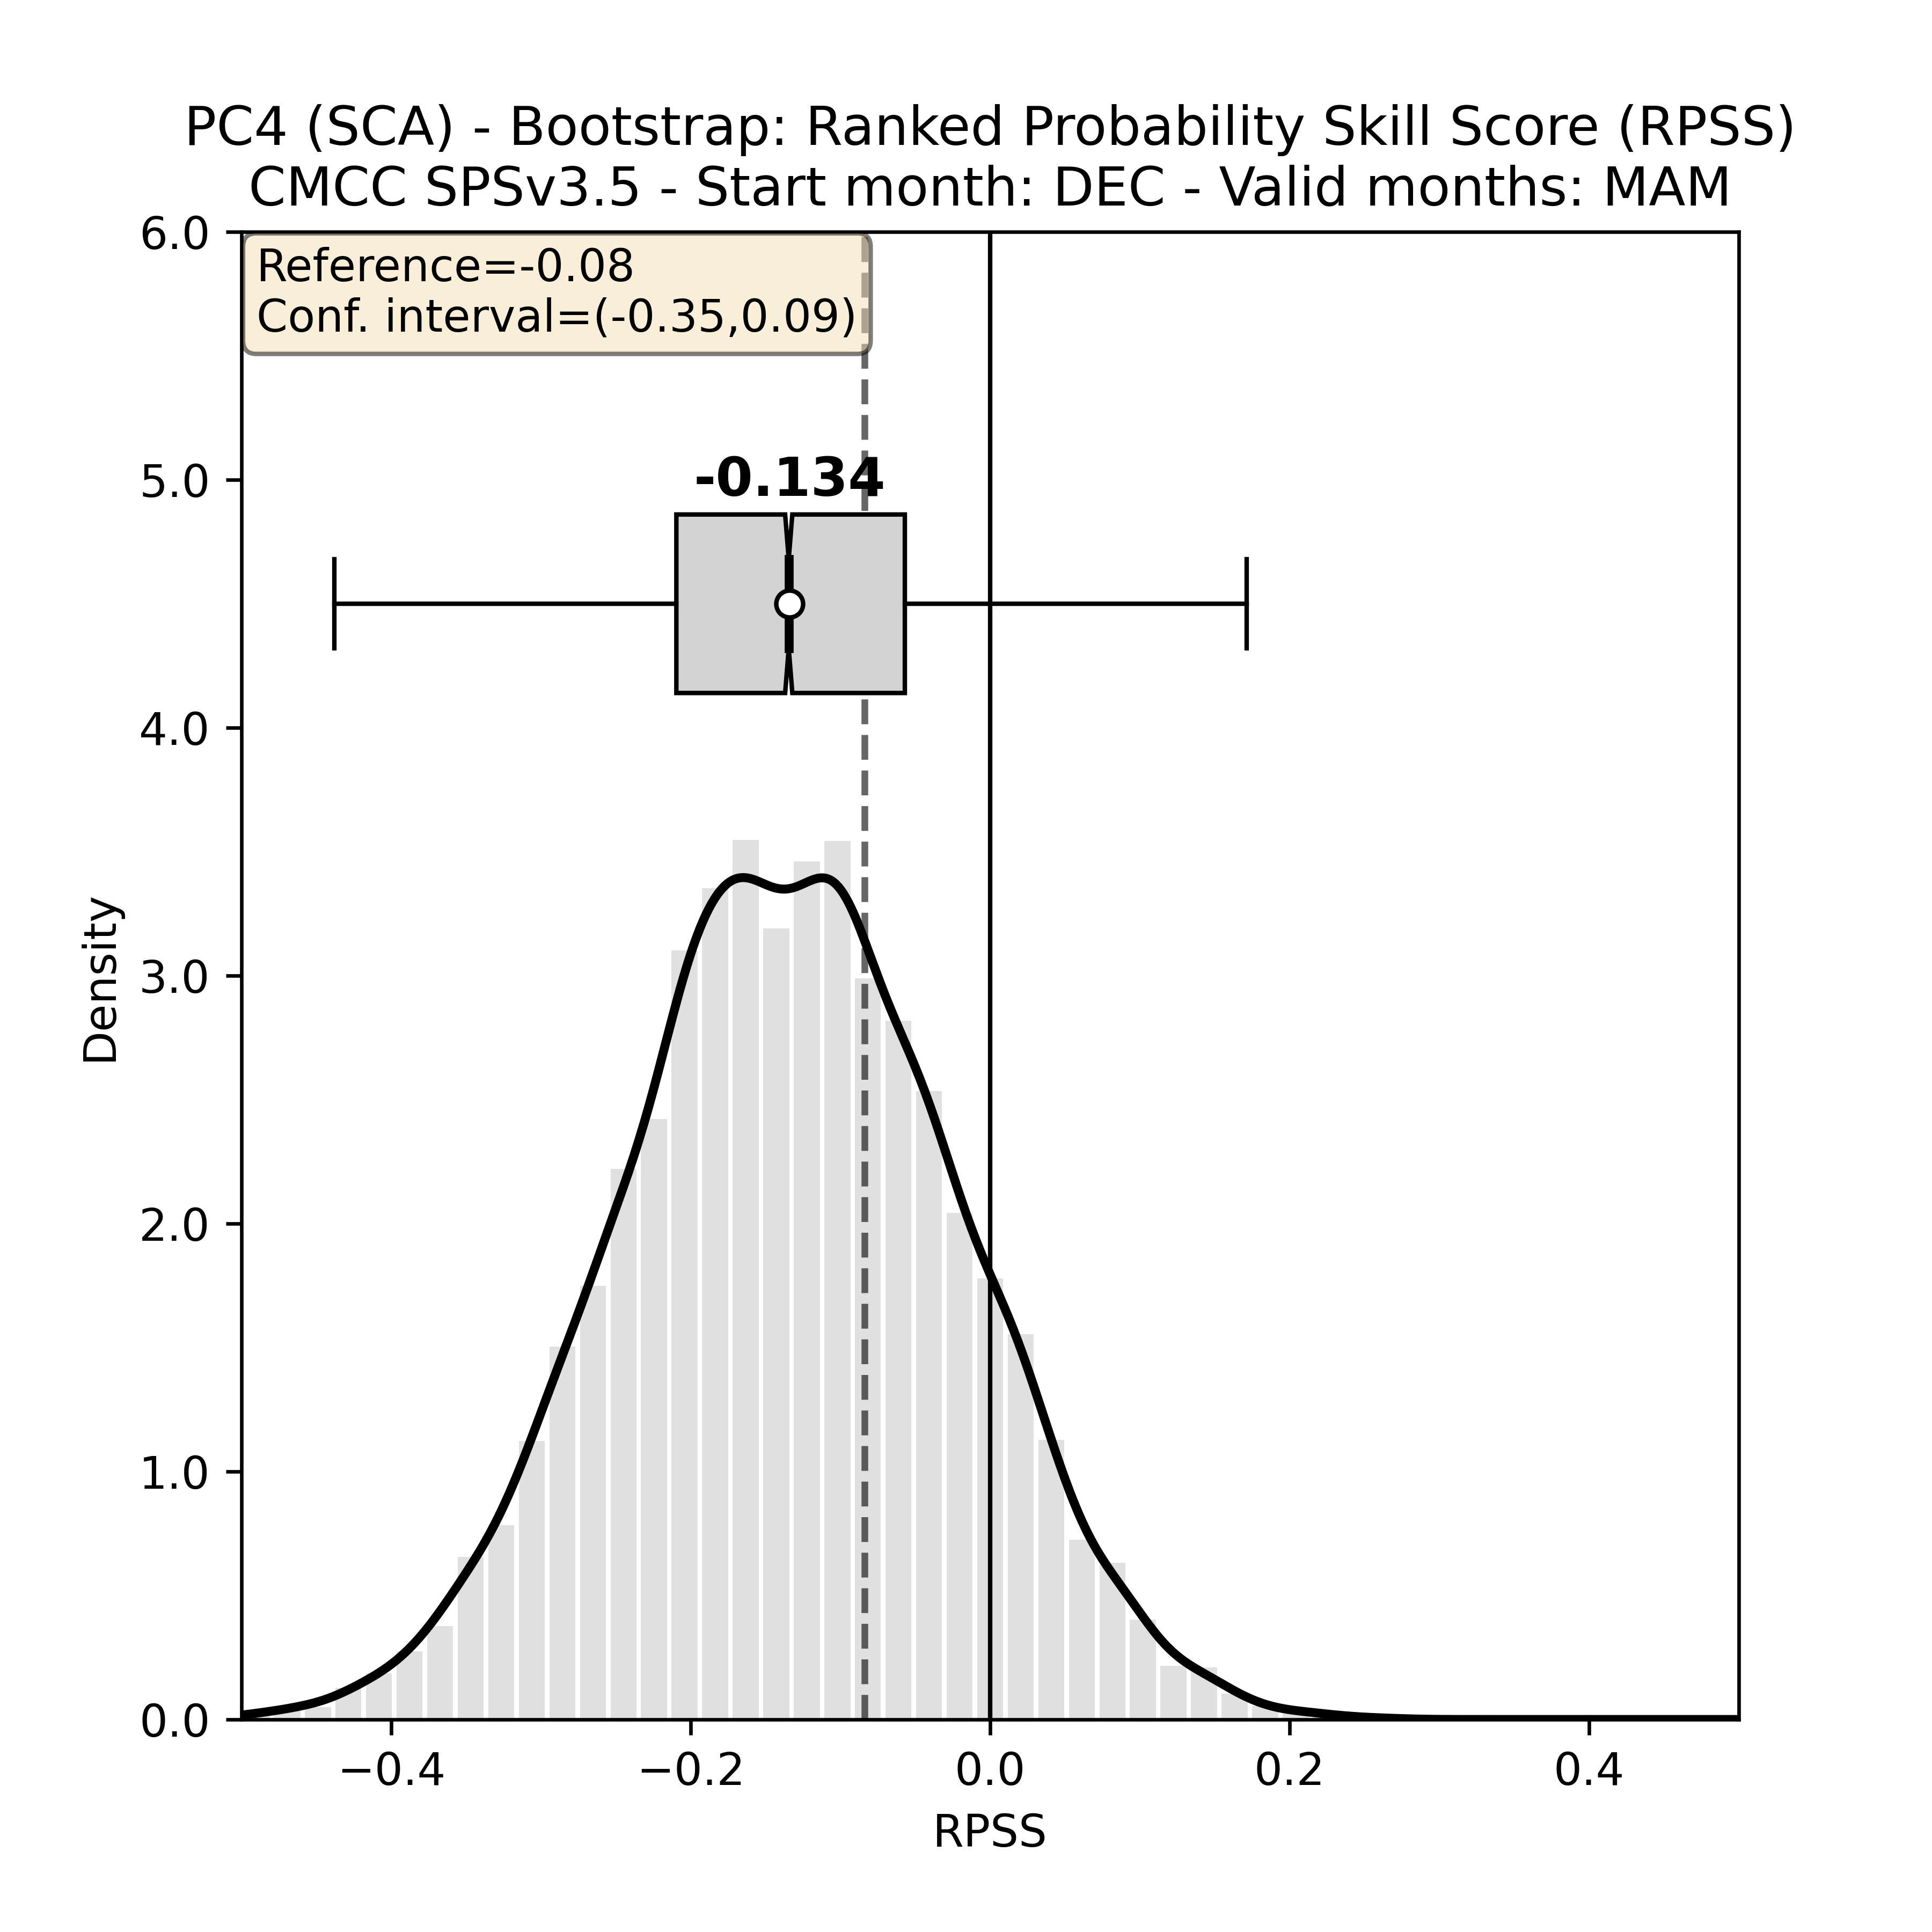 PC4 (SCA) - Bootstrap: Ranked Probability Skill Score (RPSS)
CMCC SPSv3.5 - Start month: DEC - Valid months: MAM
6.0
Reference=-0.08
Conf. interval=(-0.35,0.09)
-0.134
5.0
4.0
3.0
2.0
1.0
0.0
Density
−0.4
−0.2
0.0
0.2
0.4
RPSS